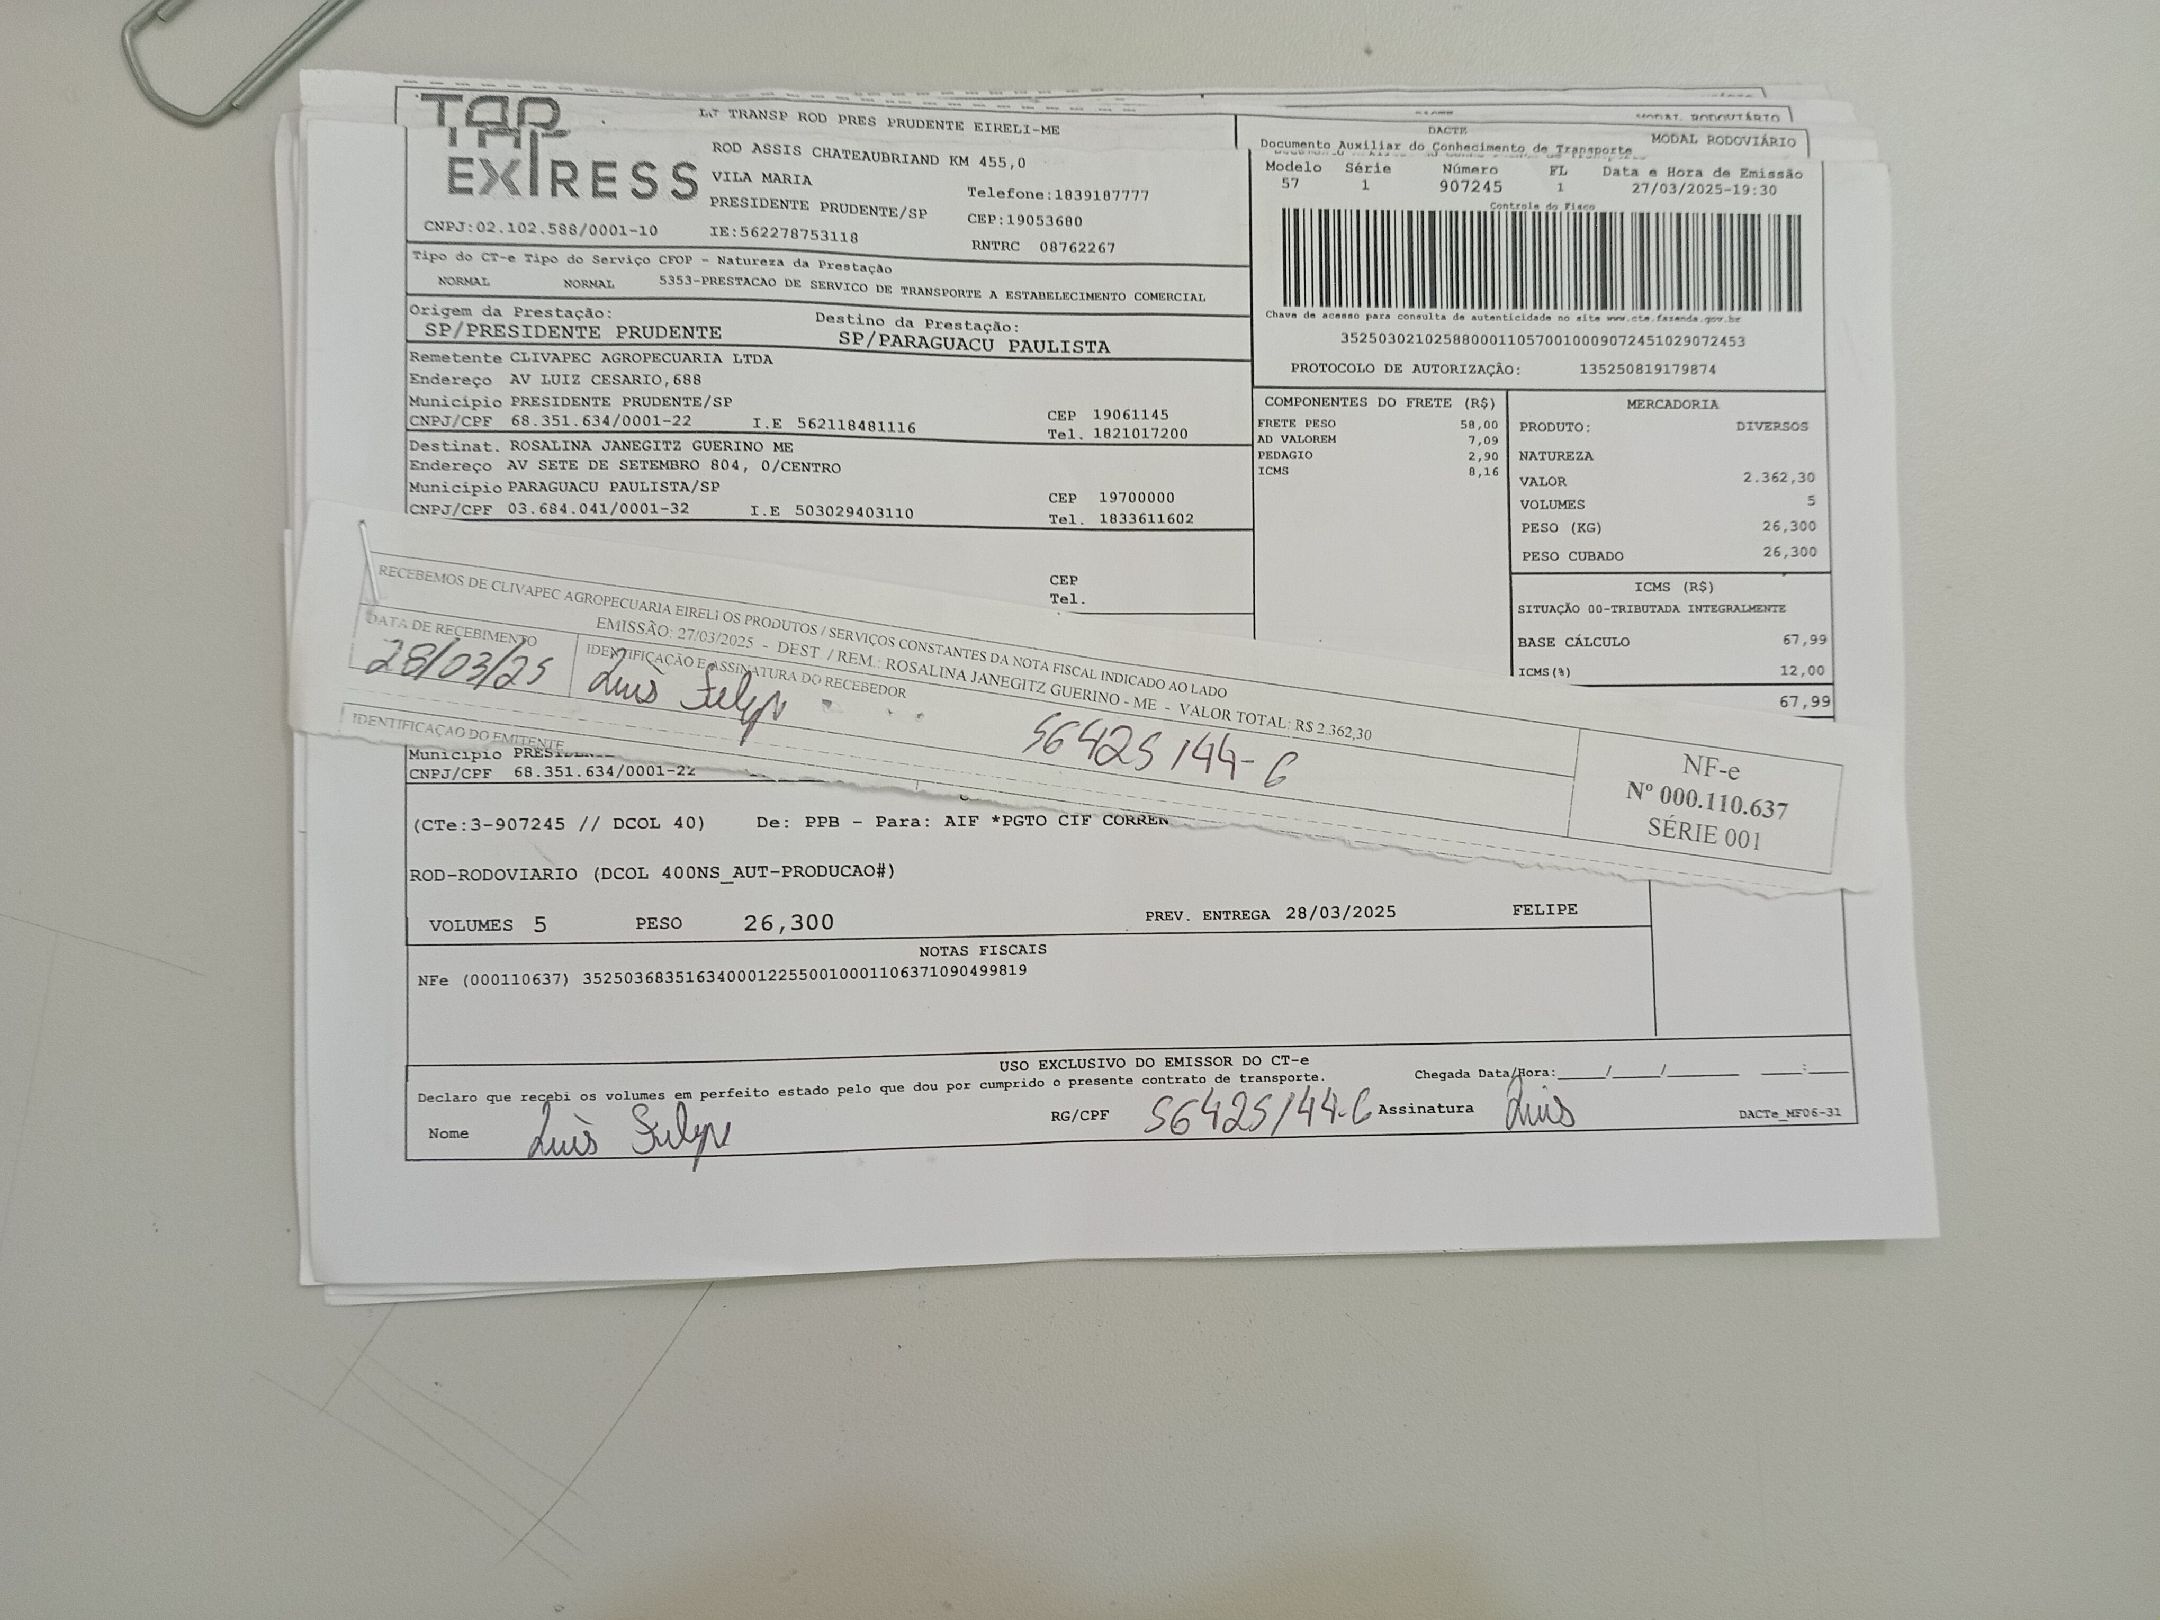 TAP EXPRESS
LJ TRANSP ROD PRES PRUDENTE EIRELI-ME
ROD ASSIS CHATEAUBRIAND KM 455,0
VILA MARIA
Telefone:1839187777
PRESIDENTE PRUDENTE/SP
CEP:19053680
CNPJ:02.102.588/0001-10 IE:562278753118
RNTRC 08762267
DACTE
MODAL RODOVIÁRIO
Documento Auxiliar do Conhecimento de Transporte
Modelo Série Número FL Data e Hora de Emissão
57 1 907245 1 27/03/2025-19:30
Controle do Fisco
Chave de acesso para consulta de autenticidade no site www.cte.fazenda.gov.br
35250302102588000110570010009072451029072453
PROTOCOLO DE AUTORIZAÇÃO: 135250819179874
Tipo do CT-e Tipo do Serviço CFOP - Natureza da Prestação
NORMAL NORMAL 5353-PRESTACAO DE SERVICO DE TRANSPORTE A ESTABELECIMENTO COMERCIAL
Origem da Prestação: Destino da Prestação:
SP/PRESIDENTE PRUDENTE SP/PARAGUACU PAULISTA
Remetente CLIVAPEC AGROPECUARIA LTDA
Endereço AV LUIZ CESARIO,688
Município PRESIDENTE PRUDENTE/SP CEP 19061145
CNPJ/CPF 68.351.634/0001-22 I.E 562118481116 Tel. 1821017200
Destinat. ROSALINA JANEGITZ GUERINO ME
Endereço AV SETE DE SETEMBRO 804, 0/CENTRO
Município PARAGUACU PAULISTA/SP CEP 19700000
CNPJ/CPF 03.684.041/0001-32 I.E 503029403110 Tel. 1833611602
CEP
Tel.
COMPONENTES DO FRETE (R$)
FRETE PESO 58,00
AD VALOREM 7,09
PEDAGIO 2,90
ICMS 8,16
MERCADORIA
PRODUTO: DIVERSOS
NATUREZA
VALOR 2.362,30
VOLUMES 5
PESO (KG) 26,300
PESO CUBADO 26,300
ICMS (R$)
SITUAÇÃO 00-TRIBUTADA INTEGRALMENTE
BASE CÁLCULO 67,99
ICMS(%) 12,00
67,99
RECEBEMOS DE CLIVAPEC AGROPECUARIA EIRELI OS PRODUTOS / SERVIÇOS CONSTANTES DA NOTA FISCAL INDICADO AO LADO
EMISSÃO: 27/03/2025 - DEST. / REM.: ROSALINA JANEGITZ GUERINO - ME - VALOR TOTAL: R$ 2.362,30
DATA DE RECEBIMENTO IDENTIFICAÇÃO E ASSINATURA DO RECEBEDOR
28/03/25 Luis Felipe 56425144-6
NF-e
Nº 000.110.637
SÉRIE 001
IDENTIFICAÇÃO DO EMITENTE
Município
CNPJ/CPF 68.351.634/0001-22
(CTe:3-907245 // DCOL 40) De: PPB - Para: AIF *PGTO CIF CORREN
ROD-RODOVIARIO (DCOL 400NS_AUT-PRODUCAO#)
VOLUMES 5 PESO 26,300 PREV. ENTREGA 28/03/2025 FELIPE
NOTAS FISCAIS
NFe (000110637) 35250368351634000122550010001106371090499819
USO EXCLUSIVO DO EMISSOR DO CT-e
Declaro que recebi os volumes em perfeito estado pelo que dou por cumprido o presente contrato de transporte. Chegada Data/Hora:____/____/______ ____:____
Nome Luis Felipe RG/CPF 56425144-6 Assinatura Luis DACTe_MF06-31